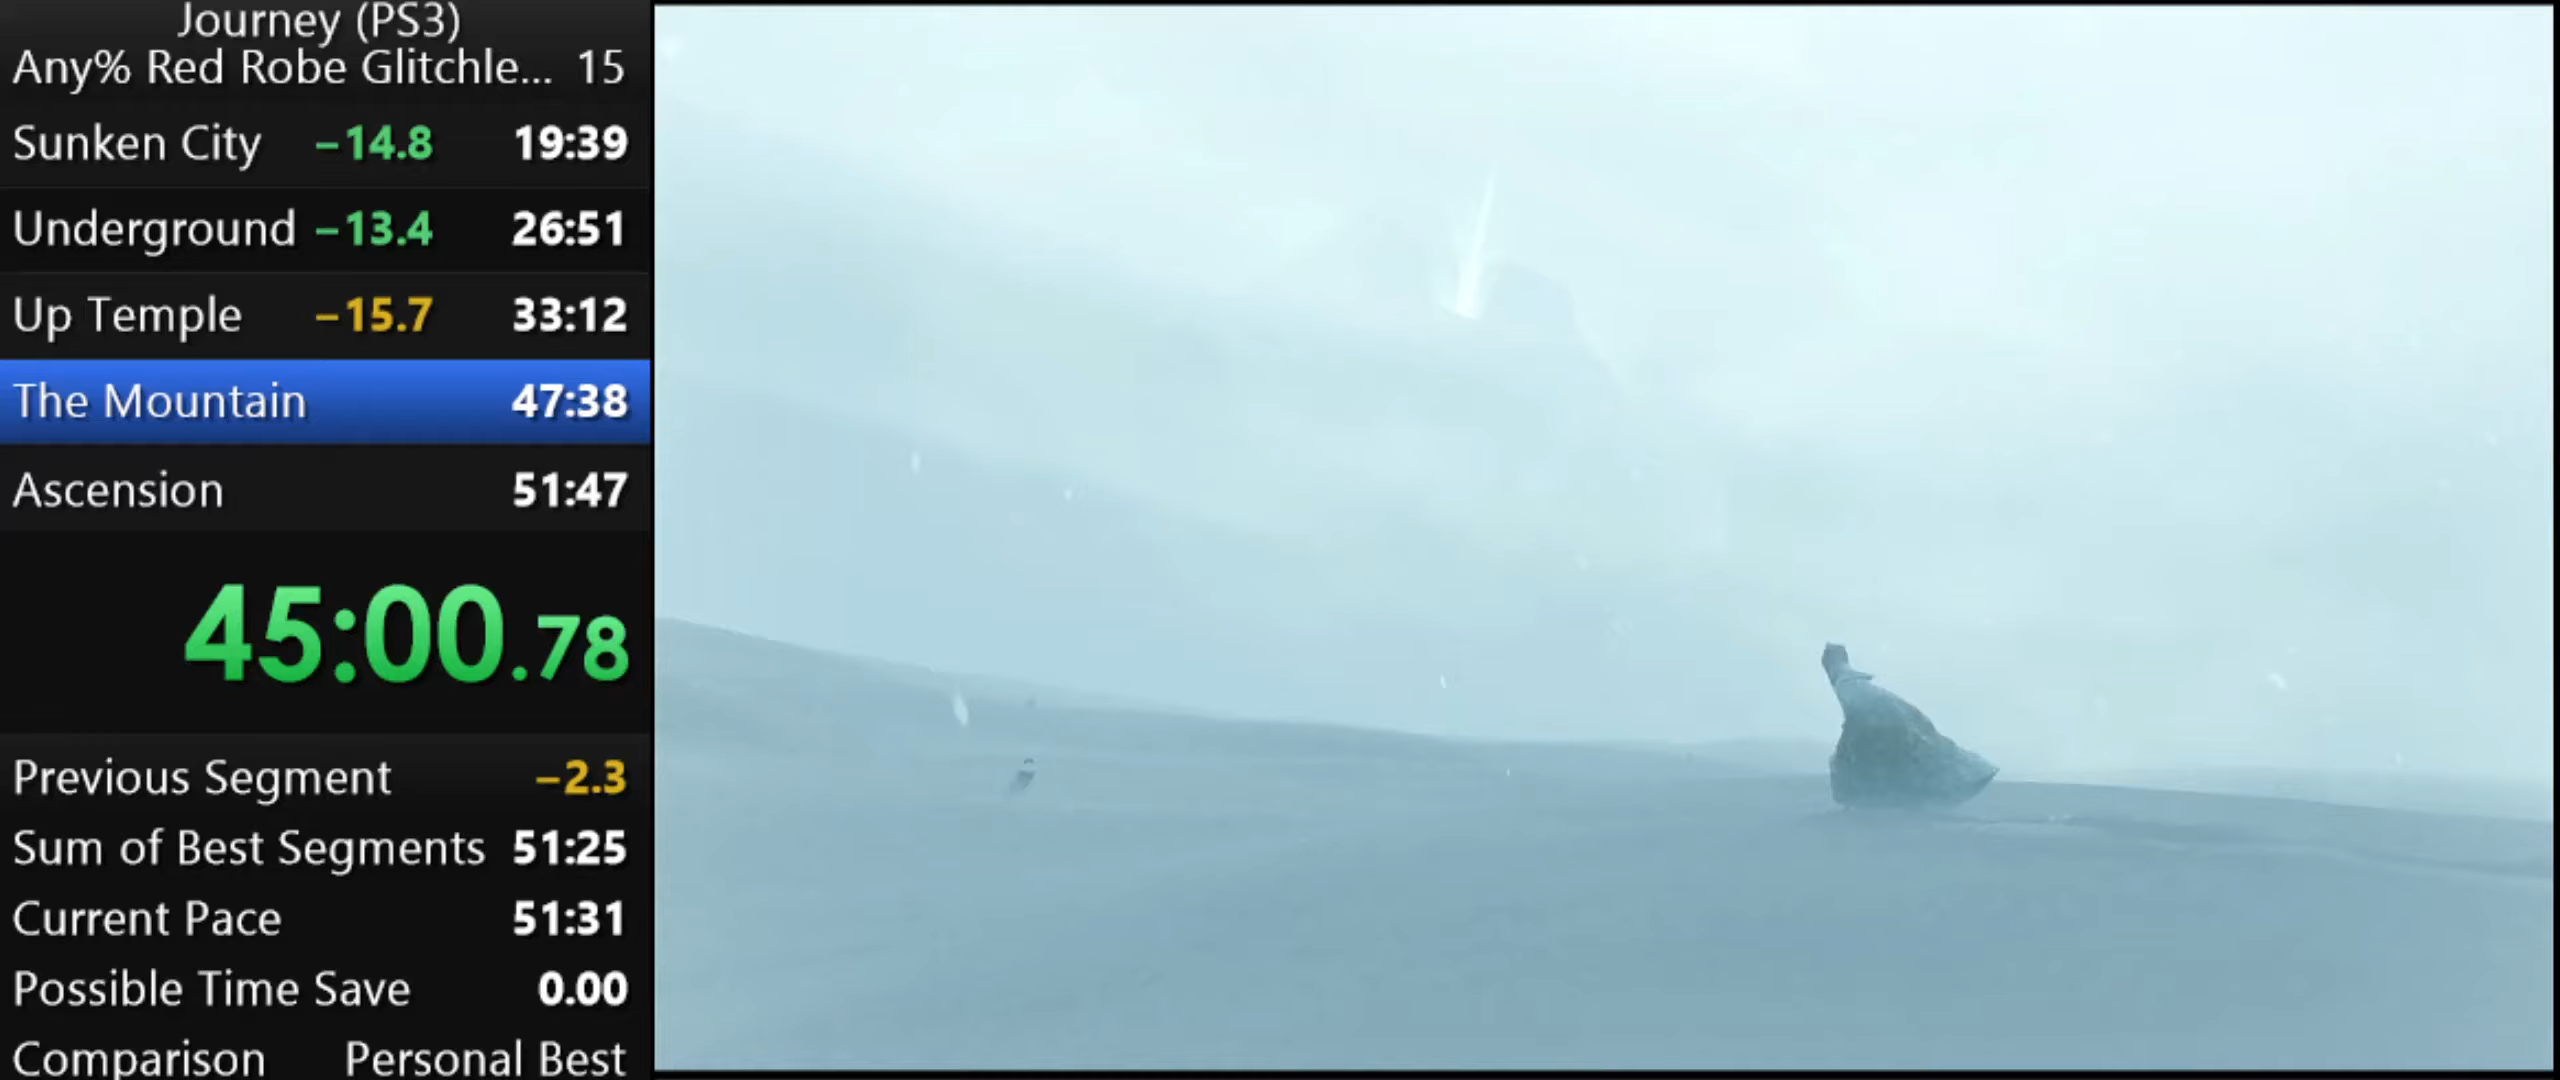 Journey (PS3)
Any% Red Robe Glitchle... 15
Sunken City −14.8 19:39
Underground −13.4 26:51
Up Temple −15.7 33:12
The Mountain 47:38
Ascension 51:47
45:00.78
Previous Segment −2.3
Sum of Best Segments 51:25
Current Pace 51:31
Possible Time Save 0.00
Comparison Personal Best